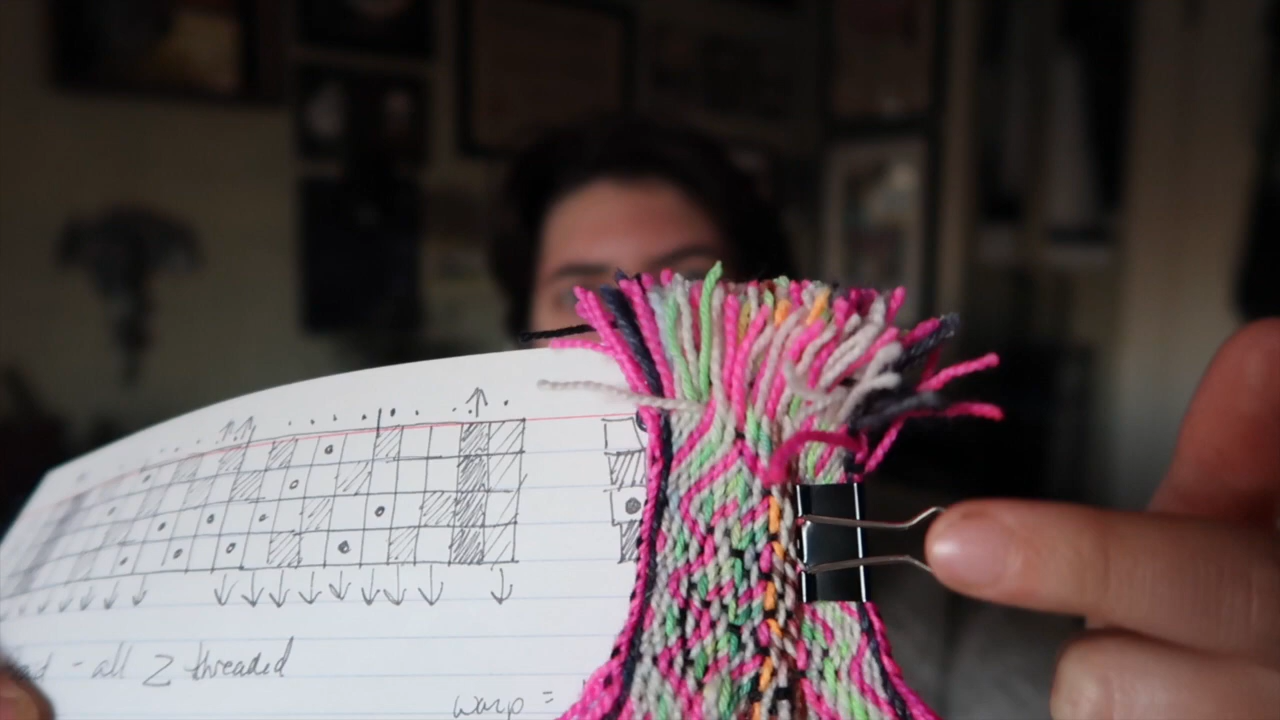 - all Z threaded
warp =